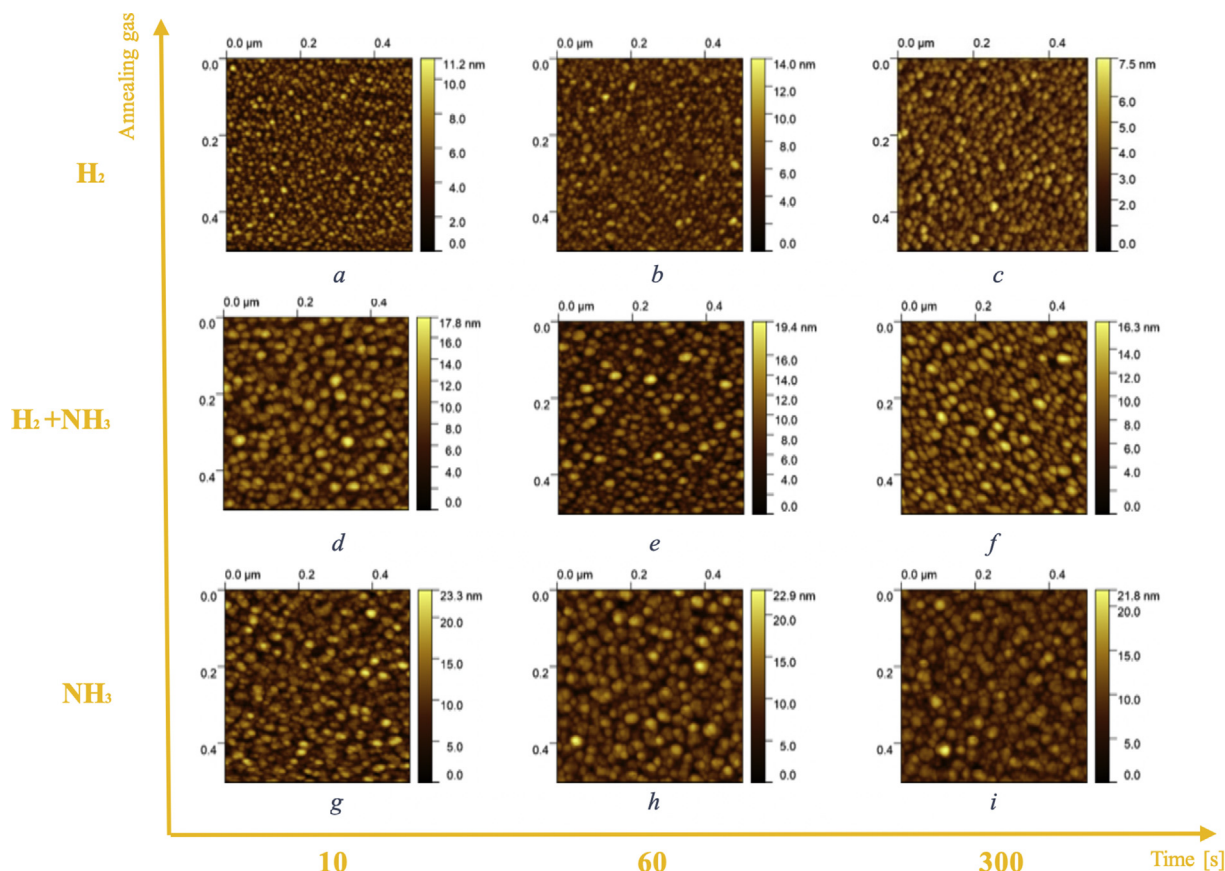 Annealing gas
H₂
0.0 µm 0.2 0.4
0.0
0.2
0.4
11.2 nm
10.0
8.0
6.0
4.0
2.0
0.0
a
0.0 µm 0.2 0.4
0.0
0.2
0.4
14.0 nm
12.0
10.0
8.0
6.0
4.0
0.0
b
0.0 µm 0.2 0.4
0.0
0.2
0.4
7.5 nm
6.0
5.0
4.0
3.0
2.0
1.0
0.0
c
H₂ +NH₃
0.0 µm 0.2 0.4
0.0
0.2
0.4
17.8 nm
16.0
14.0
12.0
10.0
8.0
6.0
4.0
0.0
d
0.0 µm 0.2 0.4
0.0
0.2
0.4
19.4 nm
16.0
14.0
12.0
10.0
8.0
6.0
4.0
0.0
e
0.0 µm 0.2 0.4
0.0
0.2
0.4
16.3 nm
14.0
12.0
10.0
8.0
6.0
4.0
0.0
f
NH₃
0.0 µm 0.2 0.4
0.0
0.2
0.4
23.3 nm
20.0
15.0
10.0
5.0
0.0
g
0.0 µm 0.2 0.4
0.0
0.2
0.4
22.9 nm
20.0
15.0
10.0
5.0
0.0
h
0.0 µm 0.2 0.4
0.0
0.2
0.4
21.8 nm
20.0
15.0
10.0
5.0
0.0
i
10 60 300 Time [s]